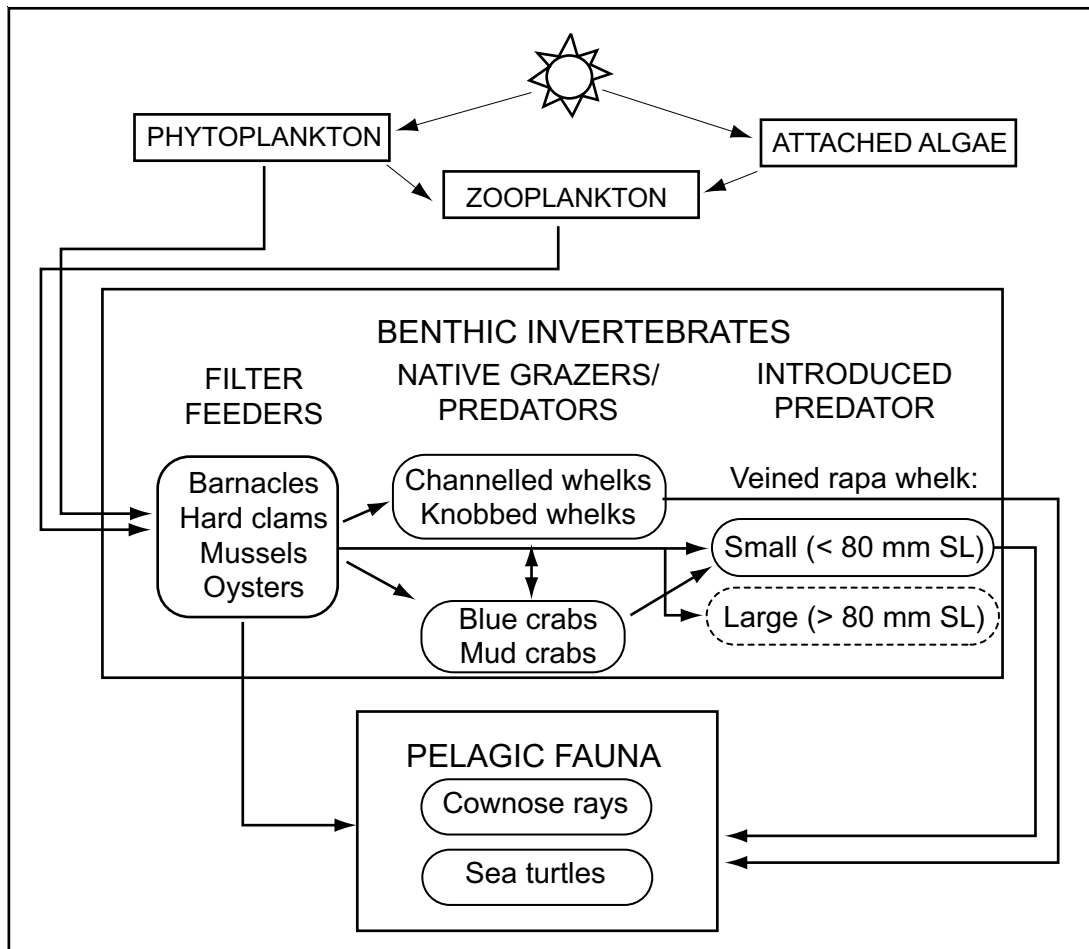 PHYTOPLANKTON
ATTACHED ALGAE
ZOOPLANKTON
BENTHIC INVERTEBRATES
FILTER
FEEDERS
NATIVE GRAZERS/
PREDATORS
INTRODUCED
PREDATOR
Barnacles
Hard clams
Mussels
Oysters
Channelled whelks
Knobbed whelks
Blue crabs
Mud crabs
Veined rapa whelk:
Small (< 80 mm SL)
Large (> 80 mm SL)
PELAGIC FAUNA
Cownose rays
Sea turtles